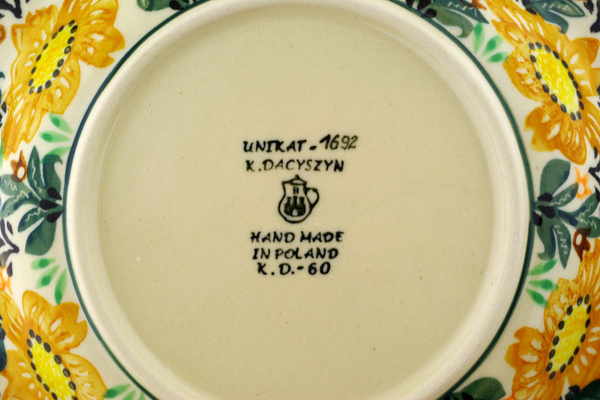 UNIKAT - 1692
K. DACYSZYN
B
HAND MADE
IN POLAND
K. D. - 60